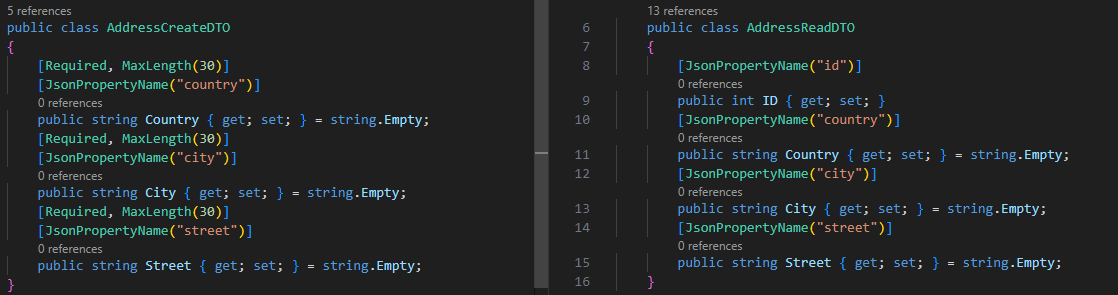 5 references
public class AddressCreateDTO
{
[Required, MaxLength(30)]
[JsonPropertyName("country")]
0 references
public string Country { get; set; } = string.Empty;
[Required, MaxLength(30)]
[JsonPropertyName("city")]
0 references
public string City { get; set; } = string.Empty;
[Required, MaxLength(30)]
[JsonPropertyName("street")]
0 references
public string Street { get; set; } = string.Empty;
}
13 references
6 public class AddressReadDTO
7 {
8 [JsonPropertyName("id")]
0 references
9 public int ID { get; set; }
10 [JsonPropertyName("country")]
0 references
11 public string Country { get; set; } = string.Empty;
12 [JsonPropertyName("city")]
0 references
13 public string City { get; set; } = string.Empty;
14 [JsonPropertyName("street")]
0 references
15 public string Street { get; set; } = string.Empty;
16 }